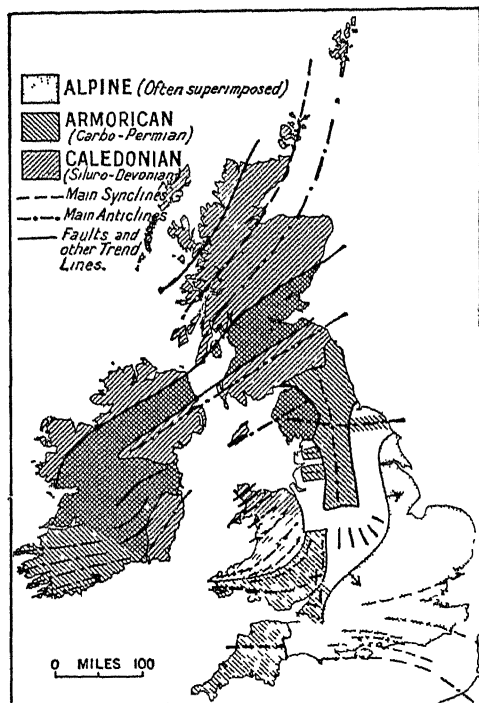 ALPINE (Often superimposed)
ARMORICAN
(Carbo-Permian)
CALEDONIAN
(Siluro-Devonian)
Main Synclines
Main Anticlines
Faults and
other Trend
Lines.
0 MILES 100